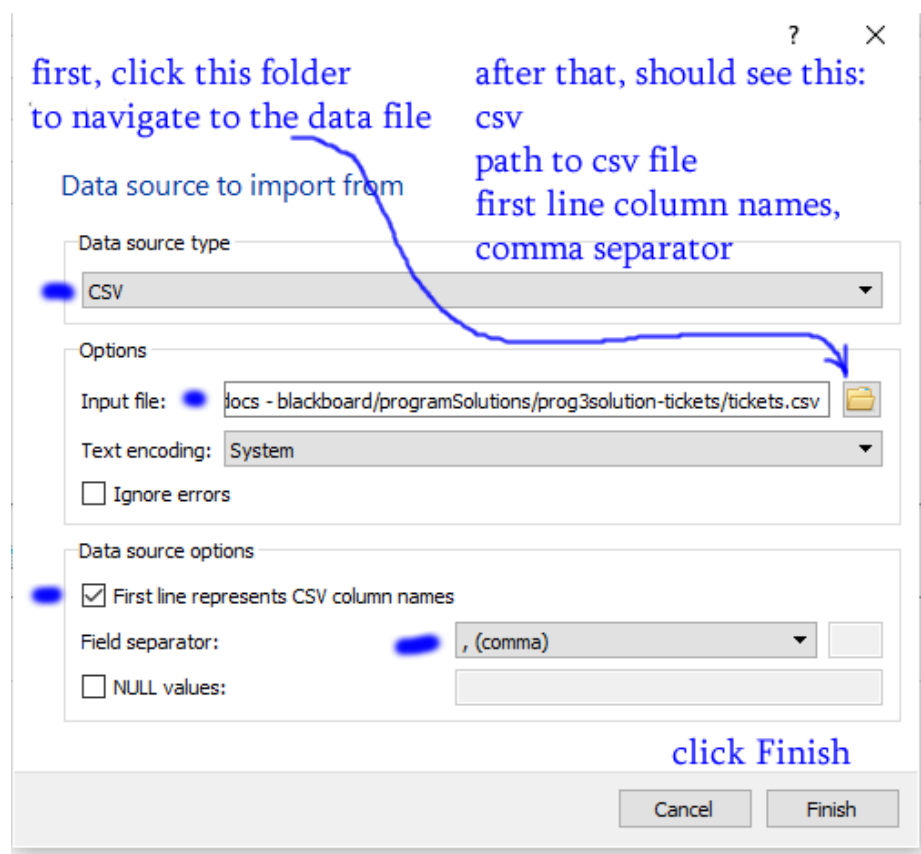 ?
first, click this folder
to navigate to the data file
after that, should see this:
csv
path to csv file
first line column names,
comma separator
Data source to import from
Data source type
CSV
Options
Input file: docs - blackboard/programSolutions/prog3solution-tickets/tickets.csv
Text encoding: System
Ignore errors
Data source options
First line represents CSV column names
Field separator: , (comma)
NULL values:
click Finish
Cancel Finish